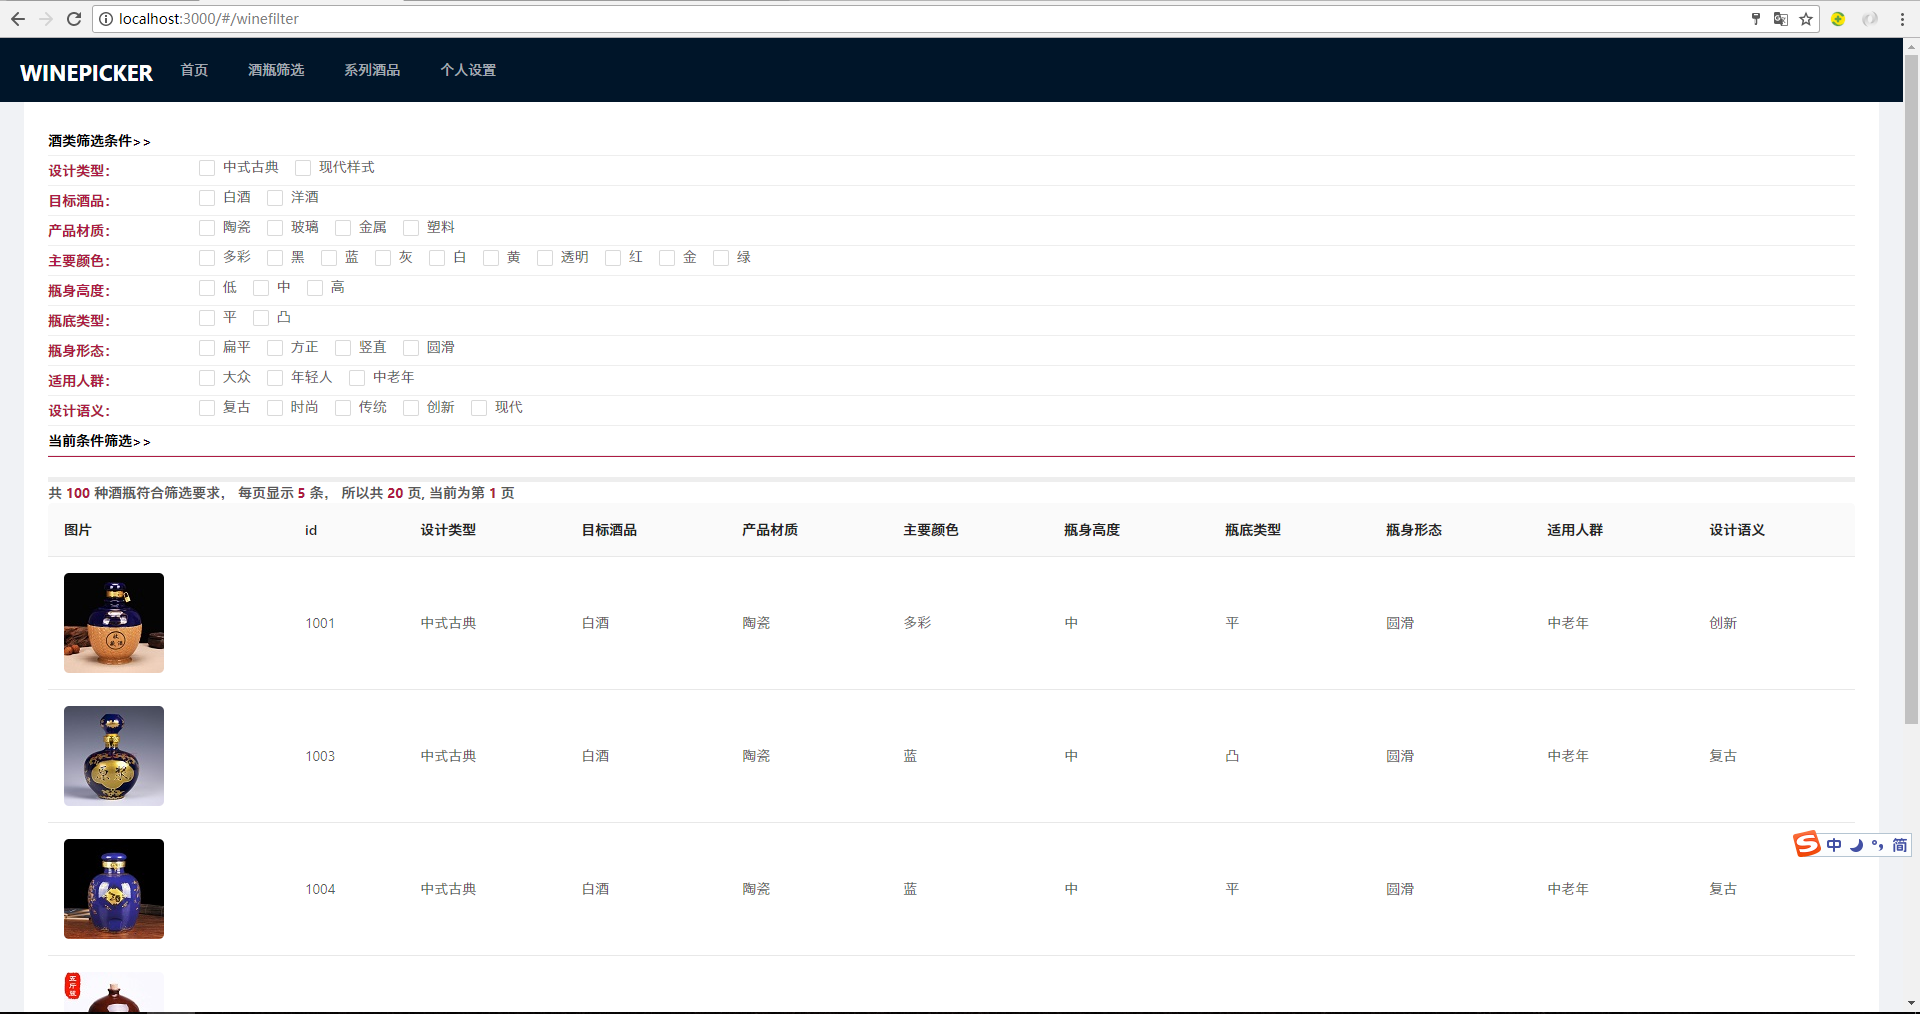 localhost:3000/#/winefilter
WINEPICKER 首页 酒瓶筛选 系列酒品 个人设置
酒类筛选条件>>
设计类型： 中式古典 现代样式
目标酒品： 白酒 洋酒
产品材质： 陶瓷 玻璃 金属 塑料
主要颜色： 多彩 黑 蓝 灰 白 黄 透明 红 金 绿
瓶身高度： 低 中 高
瓶底类型： 平 凸
瓶身形态： 扁平 方正 竖直 圆滑
适用人群： 大众 年轻人 中老年
设计语义： 复古 时尚 传统 创新 现代
当前条件筛选>>
共 100 种酒瓶符合筛选要求， 每页显示 5 条， 所以共 20 页, 当前为第 1 页
图片 id 设计类型 目标酒品 产品材质 主要颜色 瓶身高度 瓶底类型 瓶身形态 适用人群 设计语义
1001 中式古典 白酒 陶瓷 多彩 中 平 圆滑 中老年 创新
1003 中式古典 白酒 陶瓷 蓝 中 凸 圆滑 中老年 复古
原浆
1004 中式古典 白酒 陶瓷 蓝 中 平 圆滑 中老年 复古
S 中 简
五斤装